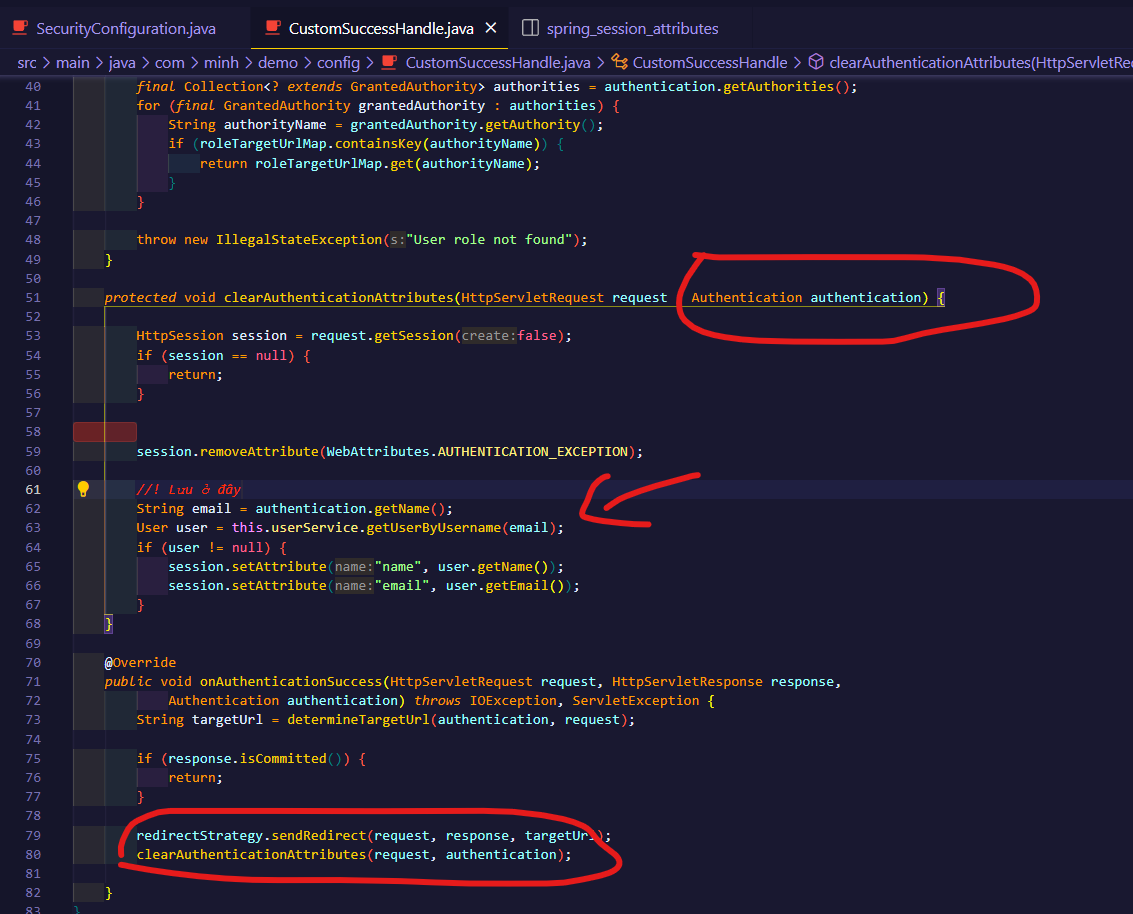 SecurityConfiguration.java CustomSuccessHandle.java × spring_session_attributes
src > main > java > com > minh > demo > config > CustomSuccessHandle.java > CustomSuccessHandle > clearAuthenticationAttributes(HttpServletRec
40 final Collection<? extends GrantedAuthority> authorities = authentication.getAuthorities();
41 for (final GrantedAuthority grantedAuthority : authorities) {
42 String authorityName = grantedAuthority.getAuthority();
43 if (roleTargetUrlMap.containsKey(authorityName)) {
44 return roleTargetUrlMap.get(authorityName);
45 }
46 }
47
48 throw new IllegalStateException(s:"User role not found");
49 }
50
51 protected void clearAuthenticationAttributes(HttpServletRequest request Authentication authentication) {
52
53 HttpSession session = request.getSession(create:false);
54 if (session == null) {
55 return;
56 }
57
58
59 session.removeAttribute(WebAttributes.AUTHENTICATION_EXCEPTION);
60
61 //! Lưu ở đây
62 String email = authentication.getName();
63 User user = this.userService.getUserByUsername(email);
64 if (user != null) {
65 session.setAttribute(name:"name", user.getName());
66 session.setAttribute(name:"email", user.getEmail());
67 }
68 }
69
70 @Override
71 public void onAuthenticationSuccess(HttpServletRequest request, HttpServletResponse response,
72 Authentication authentication) throws IOException, ServletException {
73 String targetUrl = determineTargetUrl(authentication, request);
74
75 if (response.isCommitted()) {
76 return;
77 }
78
79 redirectStrategy.sendRedirect(request, response, targetUrl);
80 clearAuthenticationAttributes(request, authentication);
81
82 }
83 }